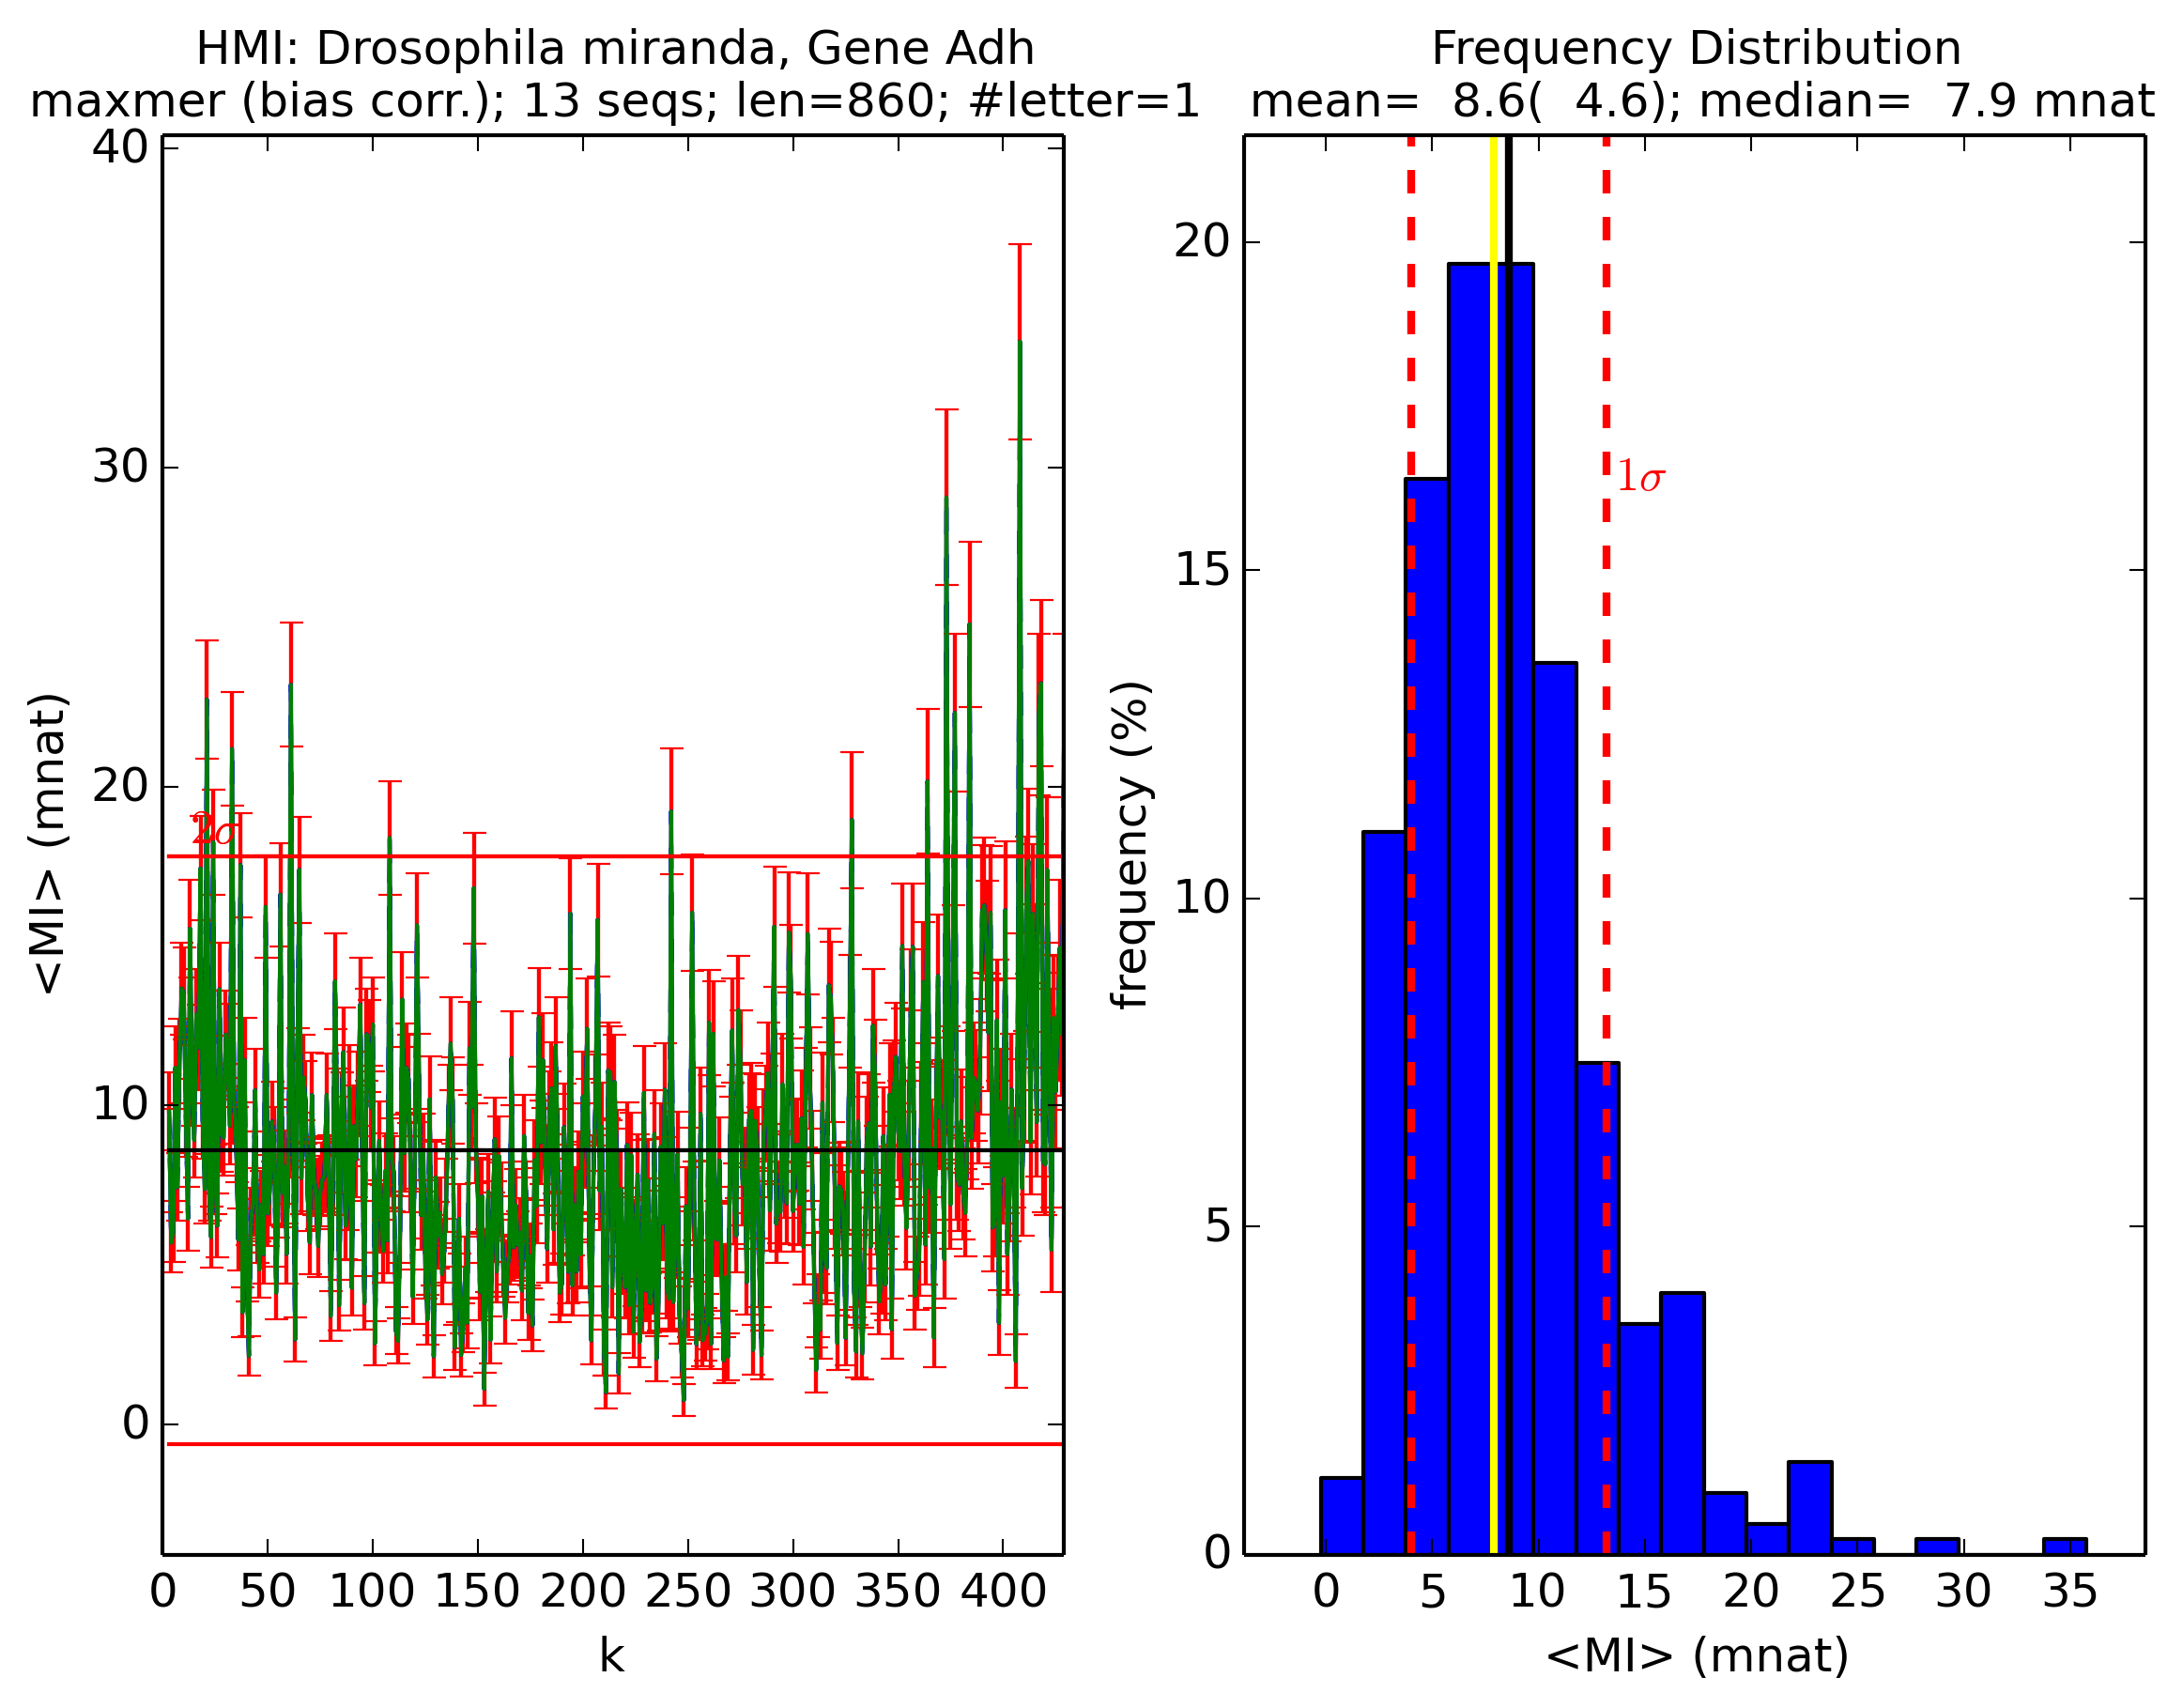 HMI: Drosophila miranda, Gene Adh
maxmer (bias corr.); 13 seqs; len=860; #letter=1
<MI> (mnat)
40
30
20
10
0
2σ
0 50 100 150 200 250 300 350 400
k
Frequency Distribution
mean=  8.6(  4.6); median=  7.9 mnat
frequency (%)
20
15
10
5
0
1σ
0 5 10 15 20 25 30 35
<MI> (mnat)